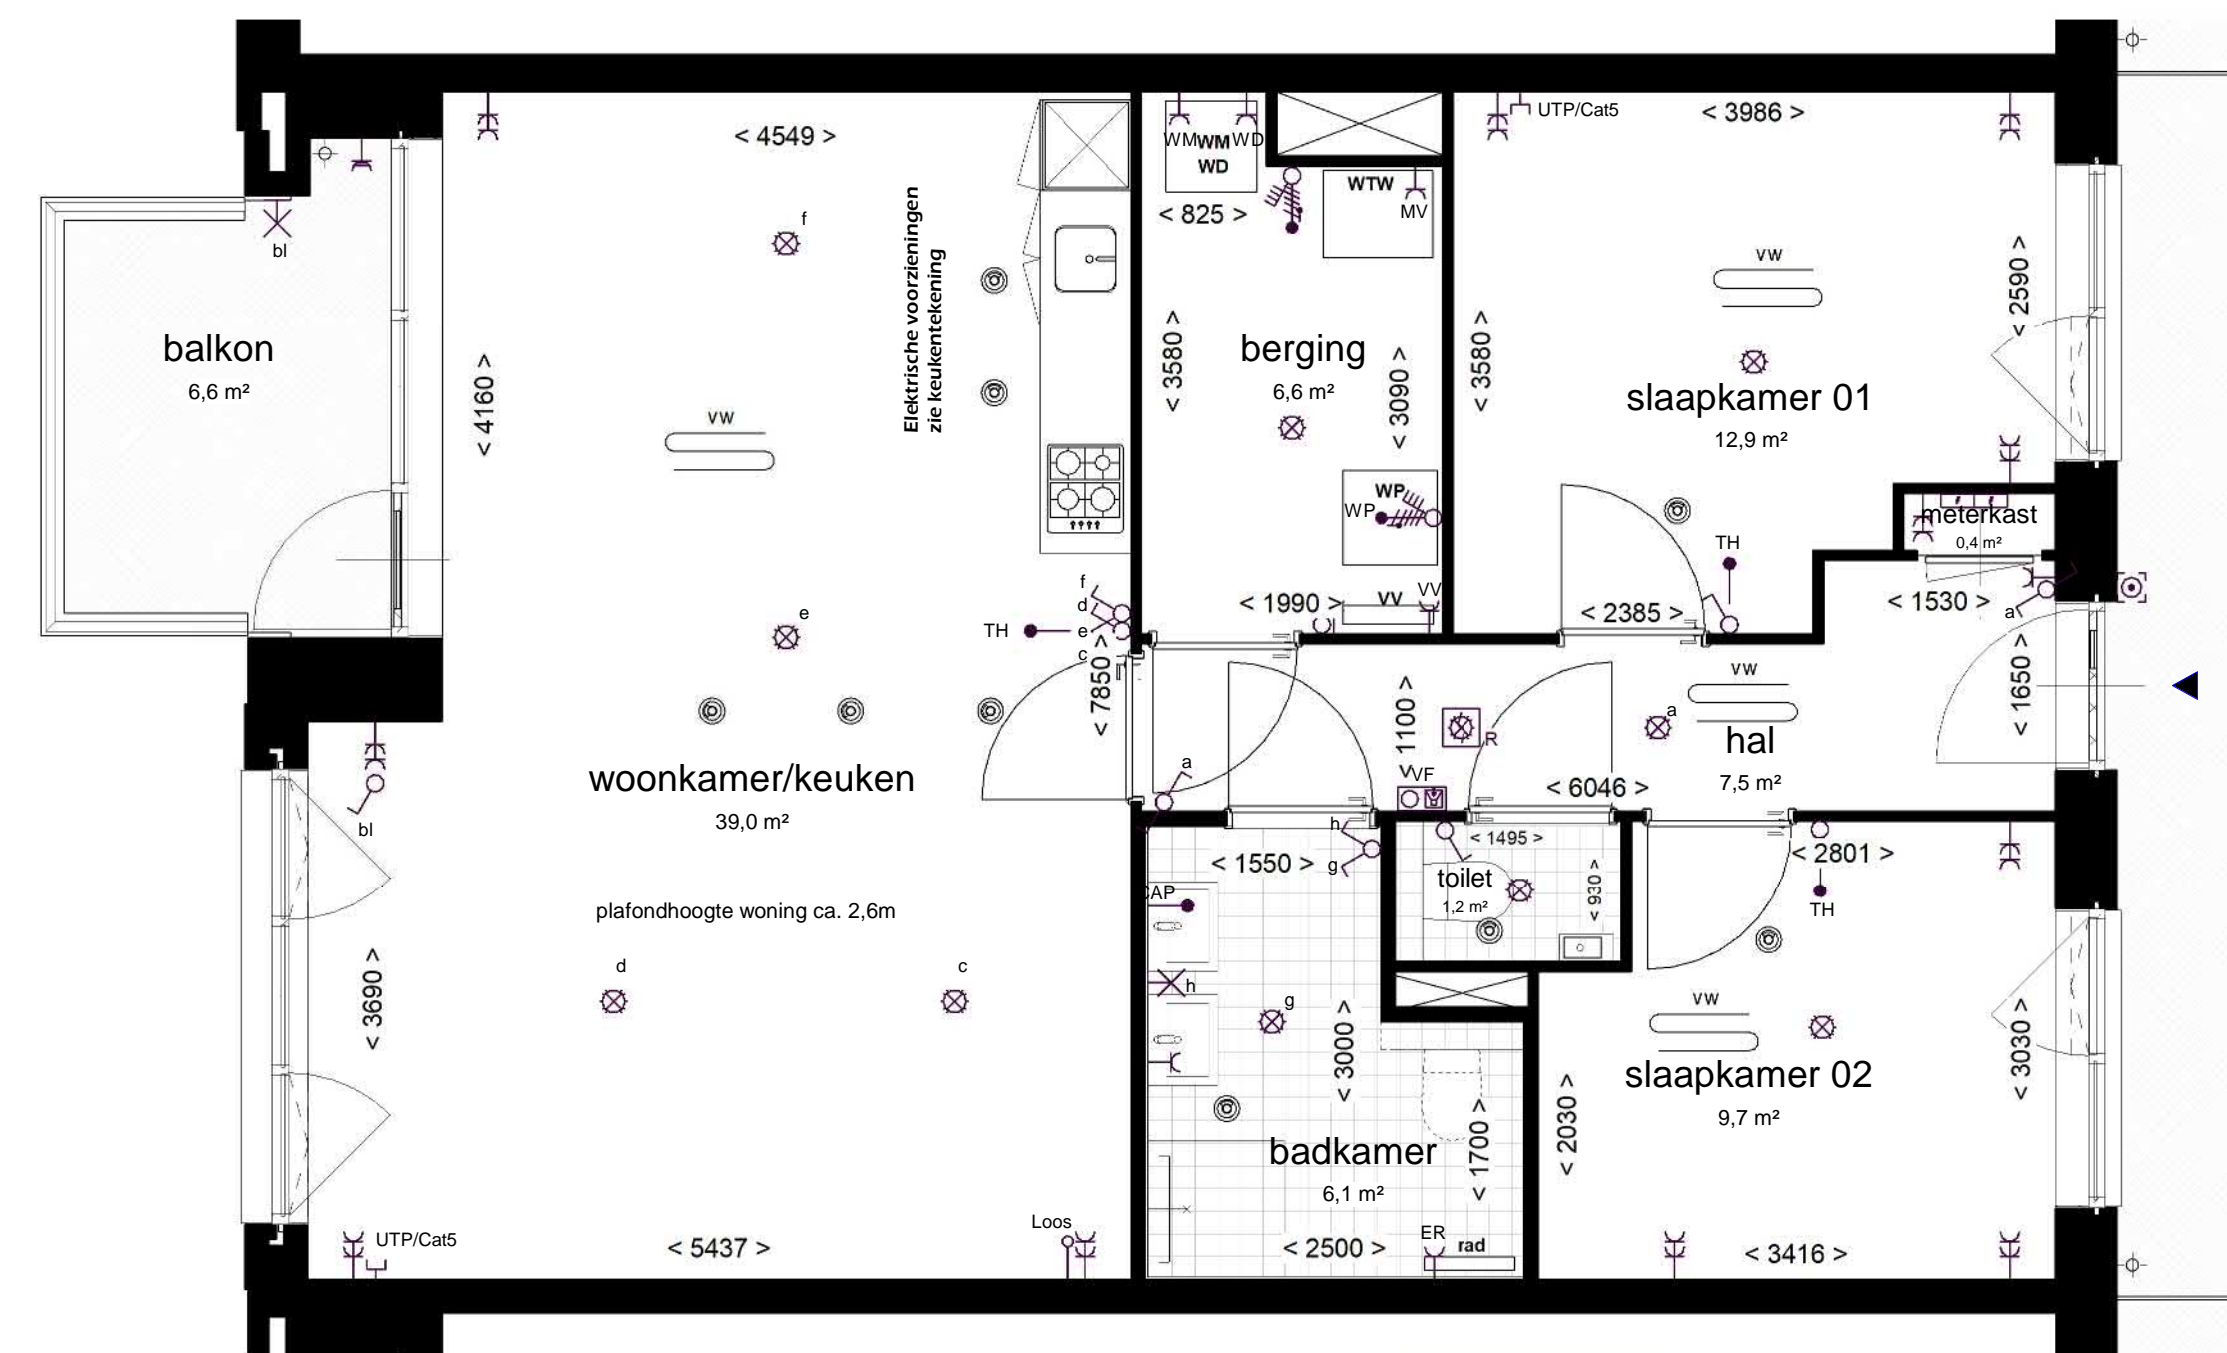 < 4549 >
f
Elektrische voorzieningen
zie keukentekening
bl
balkon
6,6 m²
< 4160 >
vw
e
f
d
e
c
TH
< 7850 >
woonkamer/keuken
39,0 m²
bl
plafondhoogte woning ca. 2,6m
d
c
< 3690 >
UTP/Cat5
< 5437 >
Loos
WM WM WD
WD
< 825 >
WTW
MV
< 3580 >
berging
6,6 m²
< 3090 >
WP
WP
< 1990 >
VV
VV
UTP/Cat5
< 3986 >
vw
< 2590 >
< 3580 >
slaapkamer 01
12,9 m²
TH
< 2385 >
meterkast
0,4 m²
< 1530 >
a
< 1650 >
vw
< 1100 >
R
a
hal
7,5 m²
VF
< 6046 >
a
h
g
< 1550 >
CAP
h
g
< 3000 >
badkamer
6,1 m²
< 1700 >
< 2500 >
ER
rad
< 1495 >
toilet
1,2 m²
< 930 >
< 2801 >
TH
vw
slaapkamer 02
9,7 m²
< 2030 >
< 3030 >
< 3416 >